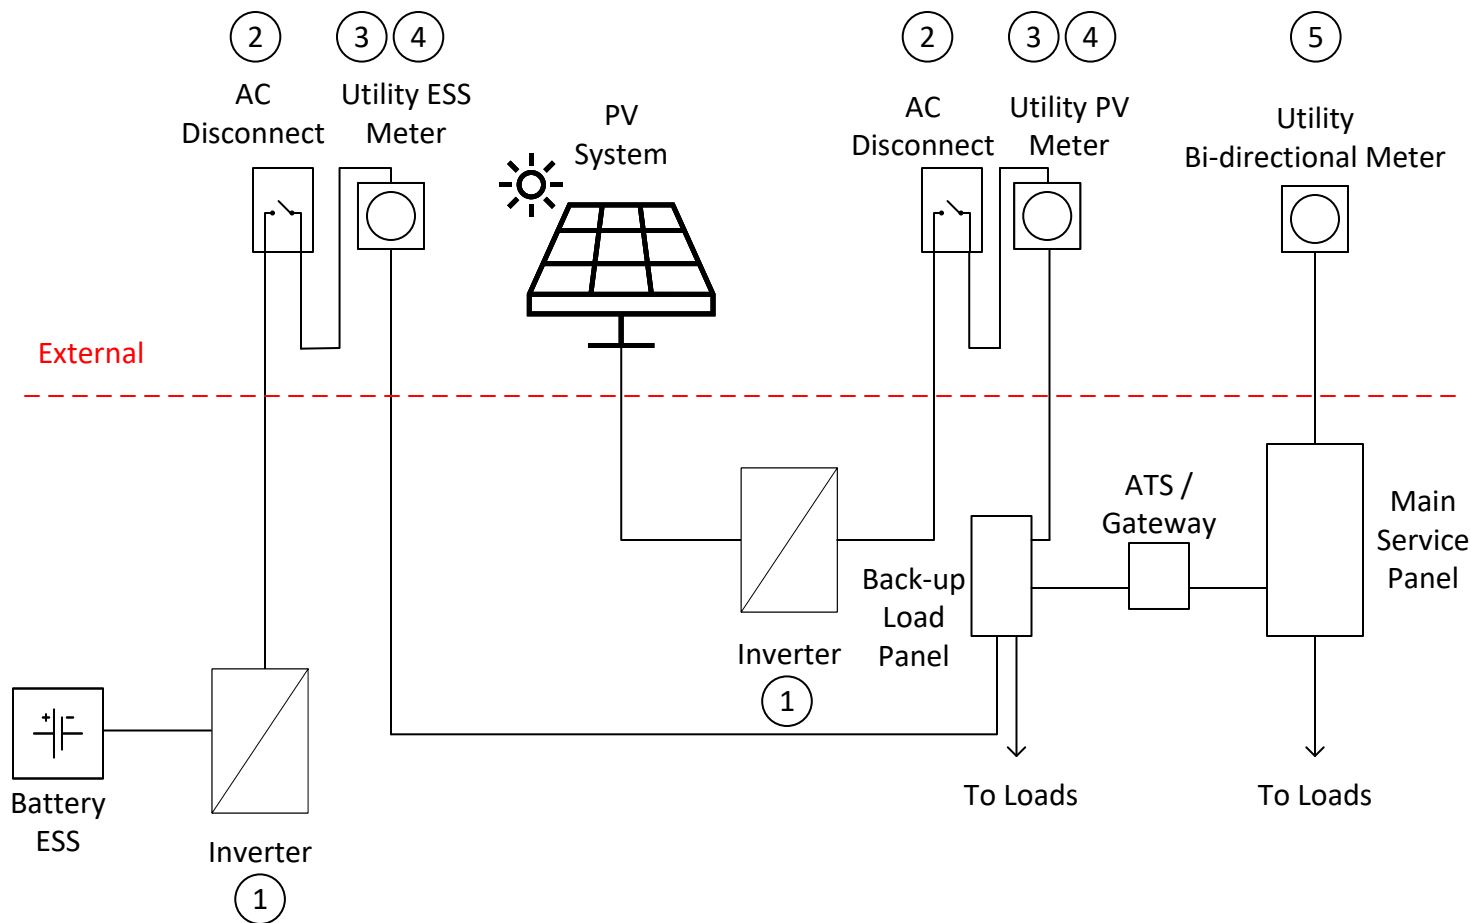 2
3
4
2
3
4
5
AC
Disconnect
Utility ESS
Meter
PV
System
AC
Disconnect
Utility PV
Meter
Utility
Bi-directional Meter
External
ATS /
Gateway
Main
Service
Panel
Back-up
Load
Panel
Inverter
1
Battery
ESS
+ -
Inverter
1
To Loads
To Loads